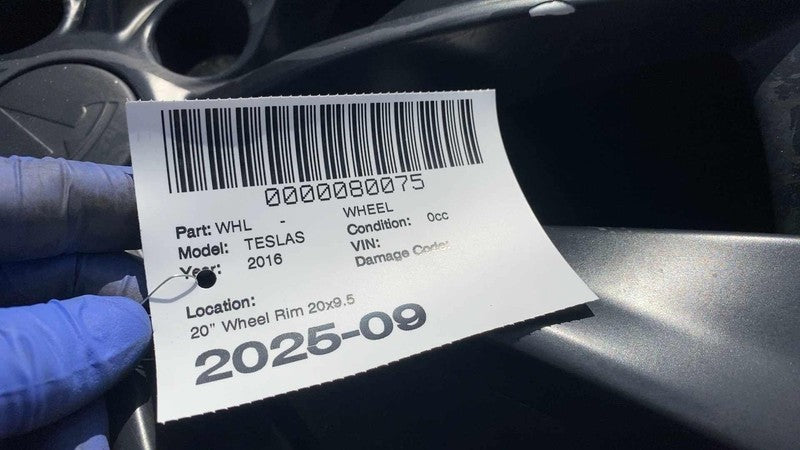 0000080075
Part: WHL - WHEEL
Model: TESLAS Condition: 0cc
Year: 2016 VIN:
Damage Code:
Location:
20" Wheel Rim 20x9.5
2025-09